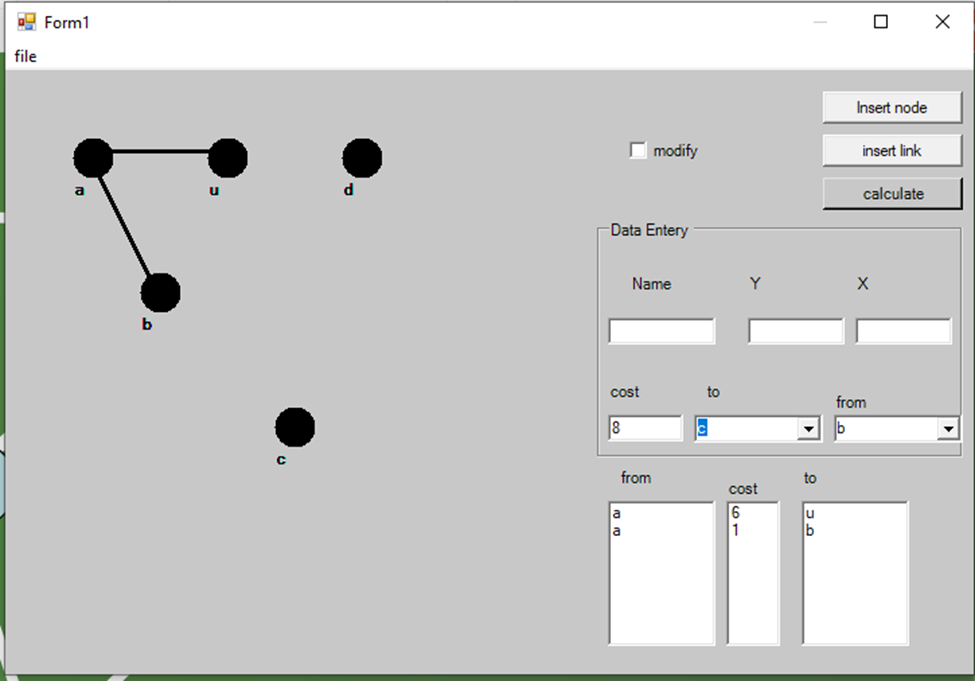 Form1
file
Insert node
modify
insert link
calculate
a
u
d
b
c
Data Entery
Name Y X
cost to from
8 c b
from cost to
a 6 u
a 1 b